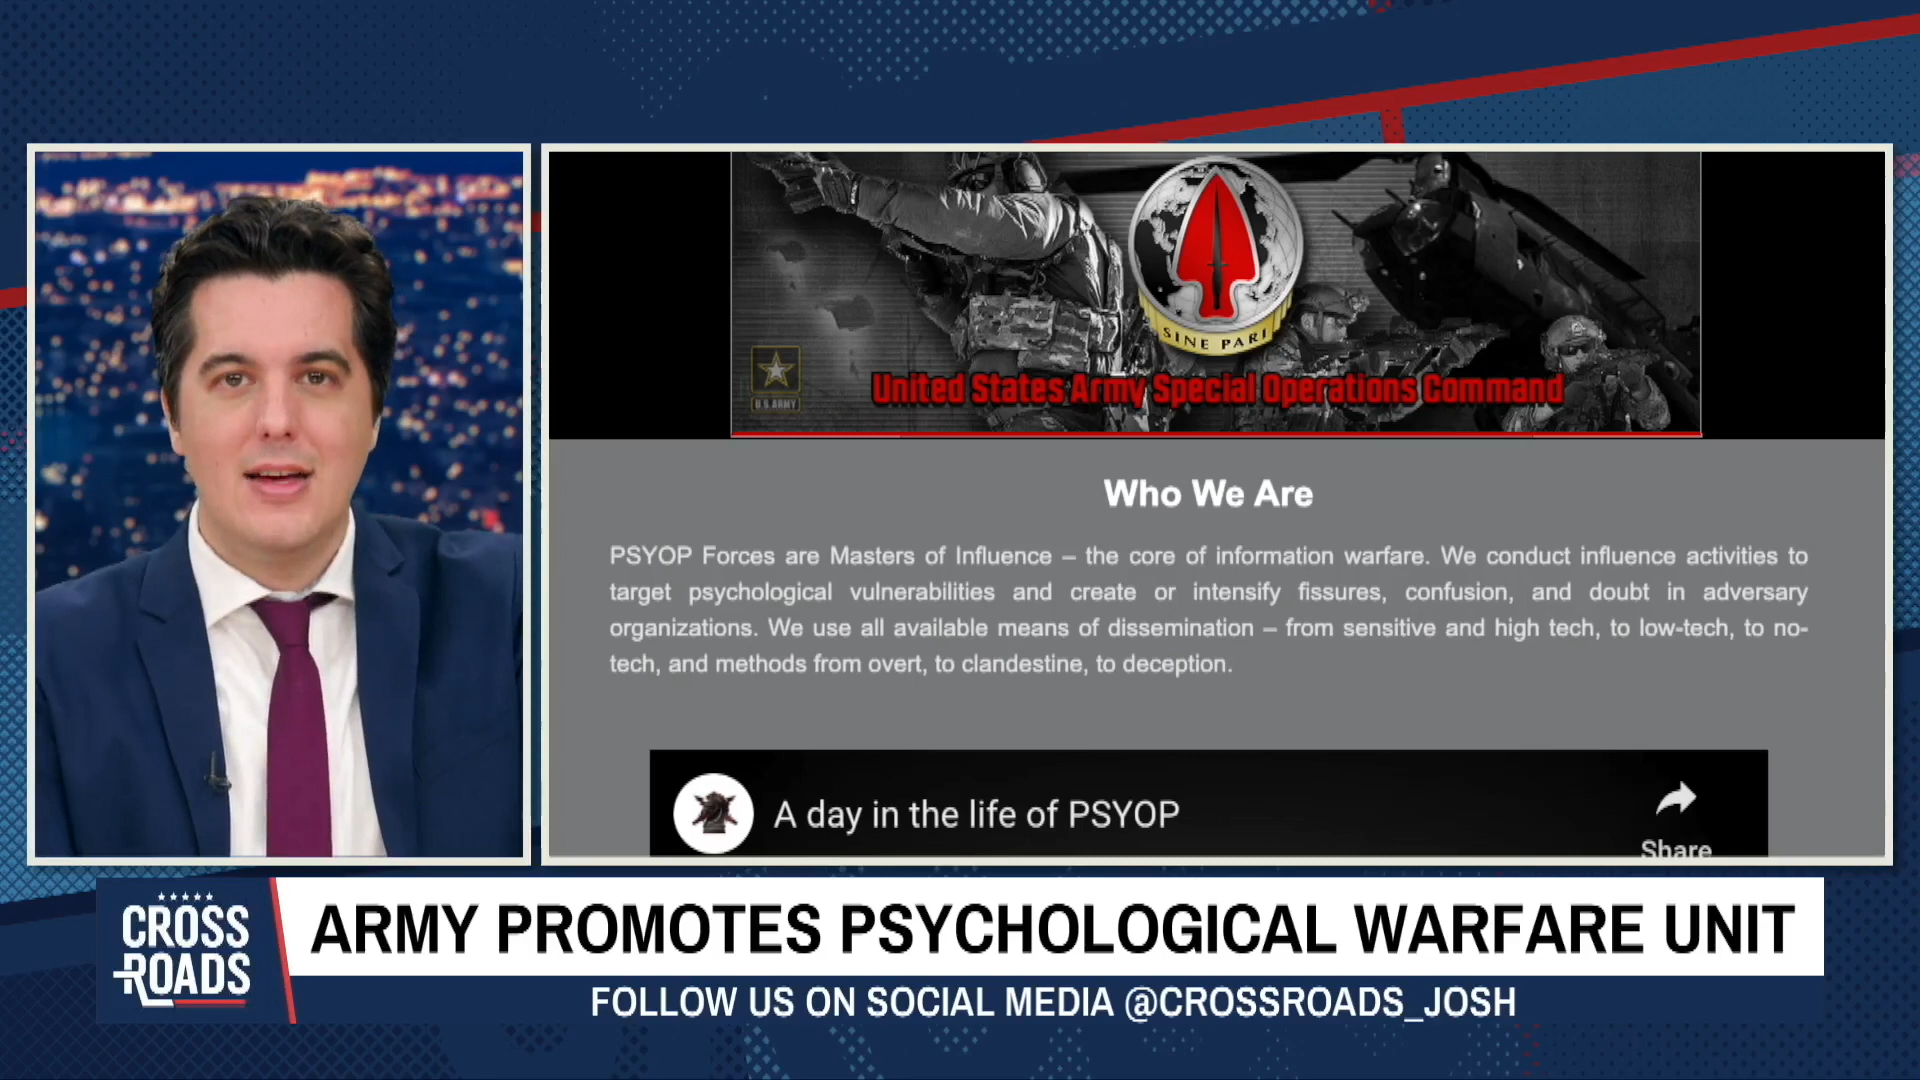 SINE PARI
U.S. ARMY
United States Army Special Operations Command
Who We Are
PSYOP Forces are Masters of Influence – the core of information warfare. We conduct influence activities to
target psychological vulnerabilities and create or intensify fissures, confusion, and doubt in adversary
organizations. We use all available means of dissemination – from sensitive and high tech, to low-tech, to no-
tech, and methods from overt, to clandestine, to deception.
A day in the life of PSYOP
Share
CROSS
ROADS
ARMY PROMOTES PSYCHOLOGICAL WARFARE UNIT
FOLLOW US ON SOCIAL MEDIA @CROSSROADS_JOSH